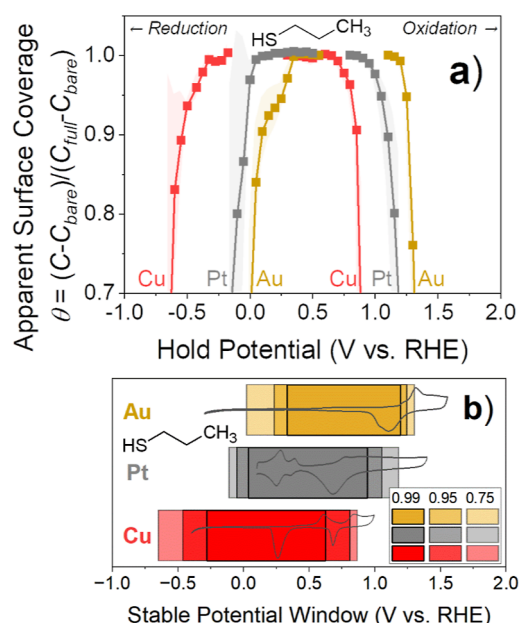 ← Reduction
HS
CH3
Oxidation →
a)
Apparent Surface Coverage
θ = (C-Cbare)/(Cfull-Cbare)
1.0
0.9
0.8
0.7
Cu
Pt
Au
Cu
Pt
Au
-1.0 -0.5 0.0 0.5 1.0 1.5 2.0
Hold Potential (V vs. RHE)
b)
Au
HS
CH3
Pt
Cu
0.99 0.95 0.75
−1.0 −0.5 0.0 0.5 1.0 1.5 2.0
Stable Potential Window (V vs. RHE)